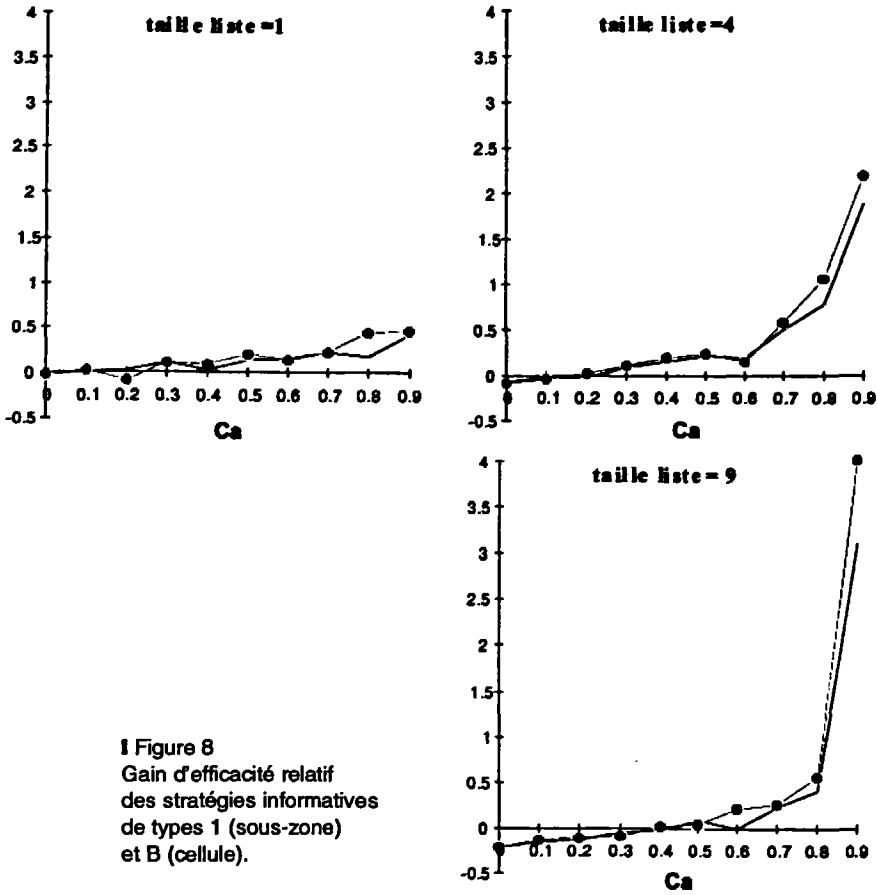 taille liste=1
4
3.5
3
2.5
2
1.5
1
0.5
0
-0.5
0 0.1 0.2 0.3 0.4 0.5 0.6 0.7 0.8 0.9
Ca
taille liste=4
4
3.5
3
2.5
2
1.5
1
0.5
0
-0.5
0 0.1 0.2 0.3 0.4 0.5 0.6 0.7 0.8 0.9
Ca
taille liste= 9
4
3.5
3
2.5
2
1.5
1
0.5
0
-0.5
0 0.1 0.2 0.3 0.4 0.5 0.6 0.7 0.8 0.9
Ca
I Figure 8
Gain d'efficacité relatif
des stratégies informatives
de types 1 (sous-zone)
et B (cellule).